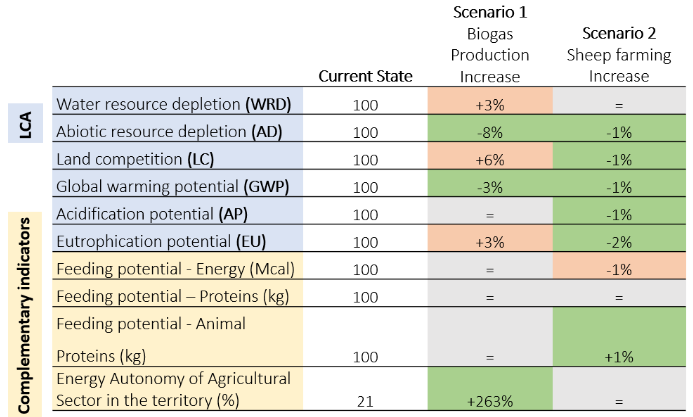 Scenario 1
Biogas
Production
Increase
Scenario 2
Sheep farming
Increase
Current State
LCA
Water resource depletion (WRD) 100 +3% =
Abiotic resource depletion (AD) 100 -8% -1%
Land competition (LC) 100 +6% -1%
Global warming potential (GWP) 100 -3% -1%
Acidification potential (AP) 100 = -1%
Eutrophication potential (EU) 100 +3% -2%
Complementary indicators
Feeding potential - Energy (Mcal) 100 = -1%
Feeding potential – Proteins (kg) 100 = =
Feeding potential - Animal
Proteins (kg) 100 = +1%
Energy Autonomy of Agricultural
Sector in the territory (%) 21 +263% =